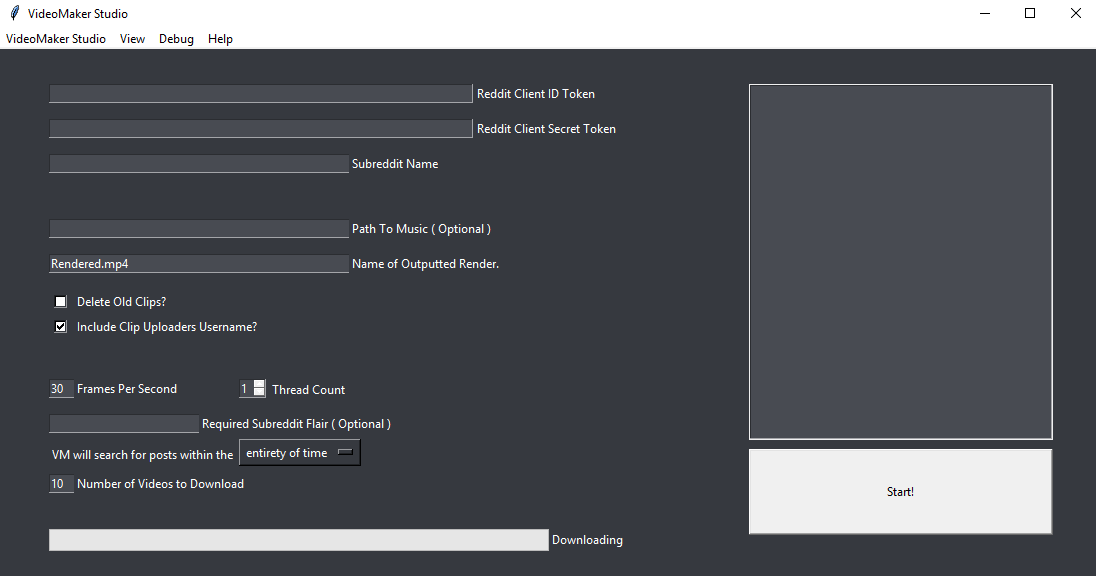 VideoMaker Studio
VideoMaker Studio View Debug Help
Reddit Client ID Token
Reddit Client Secret Token
Subreddit Name
Path To Music ( Optional )
Rendered.mp4 Name of Outputted Render.
Delete Old Clips?
Include Clip Uploaders Username?
30 Frames Per Second 1 Thread Count
Required Subreddit Flair ( Optional )
VM will search for posts within the entirety of time
10 Number of Videos to Download
Start!
Downloading